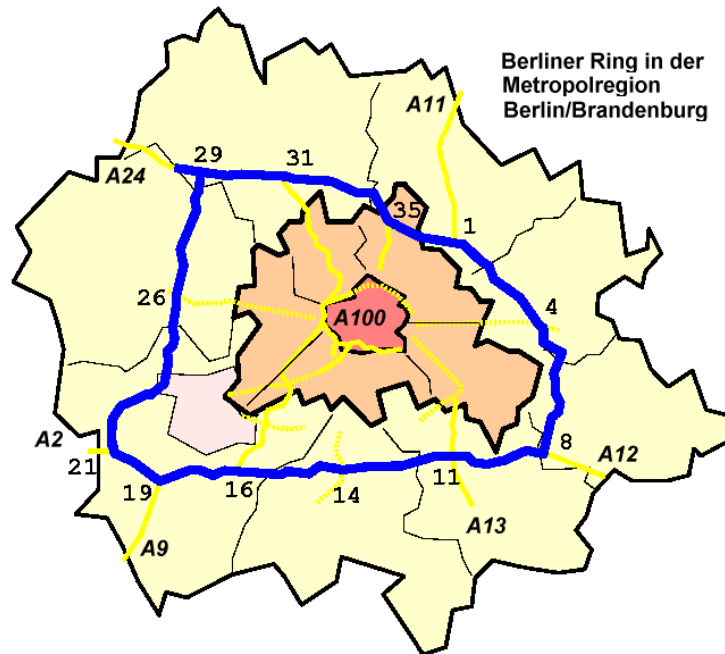 Berliner Ring in der
Metropolregion
Berlin/Brandenburg
A11
A24
29
31
35
1
26
4
A100
A2
21
19
16
14
11
8
A12
A9
A13